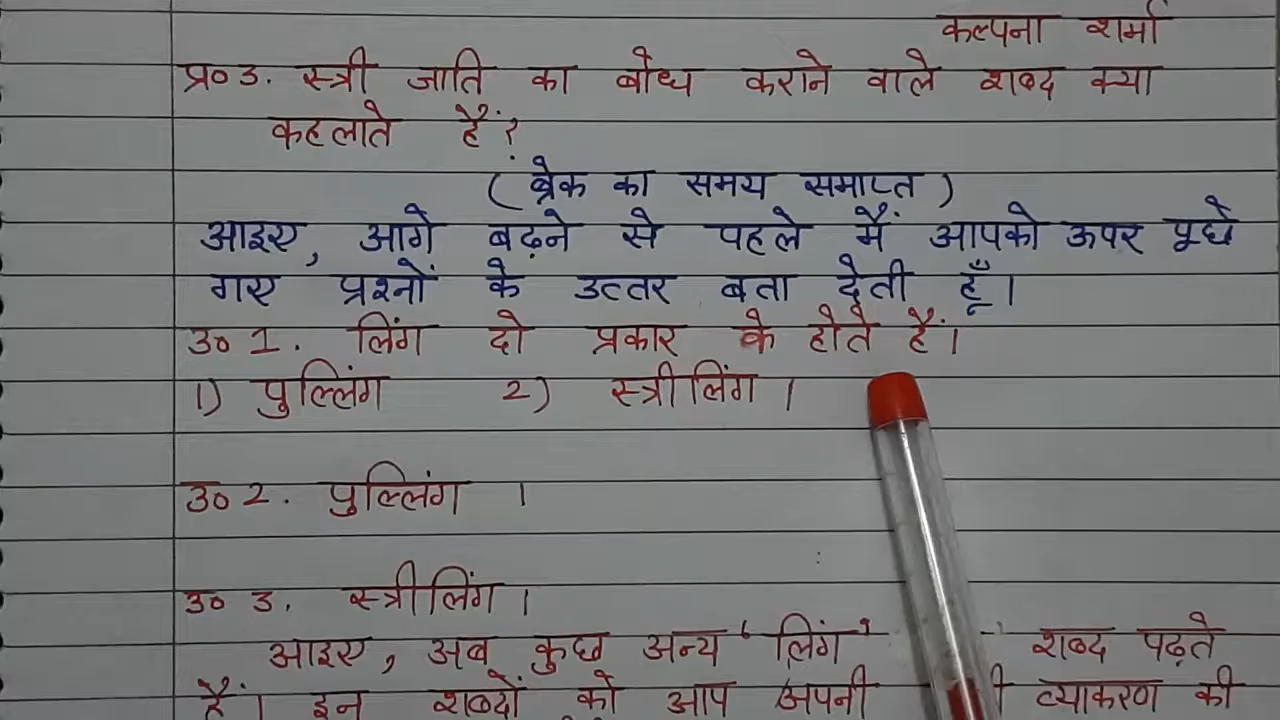 कल्पना शर्मा
प्र० 3. स्त्री जाति का बोध कराने वाले शब्द क्या
कहलाते हैं?
( ब्रेक का समय समाप्त )
आइए, आगे बढ़ने से पहले मैं आपको ऊपर पूछे
गए प्रश्नों के उत्तर बता देती हूँ।
उ० 1. लिंग दो प्रकार के होते हैं।
1) पुल्लिंग 2) स्त्रीलिंग।
उ० 2. पुल्लिंग ।
उ० 3. स्त्रीलिंग ।
आइए, अब कुछ अन्य ' लिंग ' शब्द पढ़ते
हैं। इन शब्दों को आप अपनी व्याकरण की